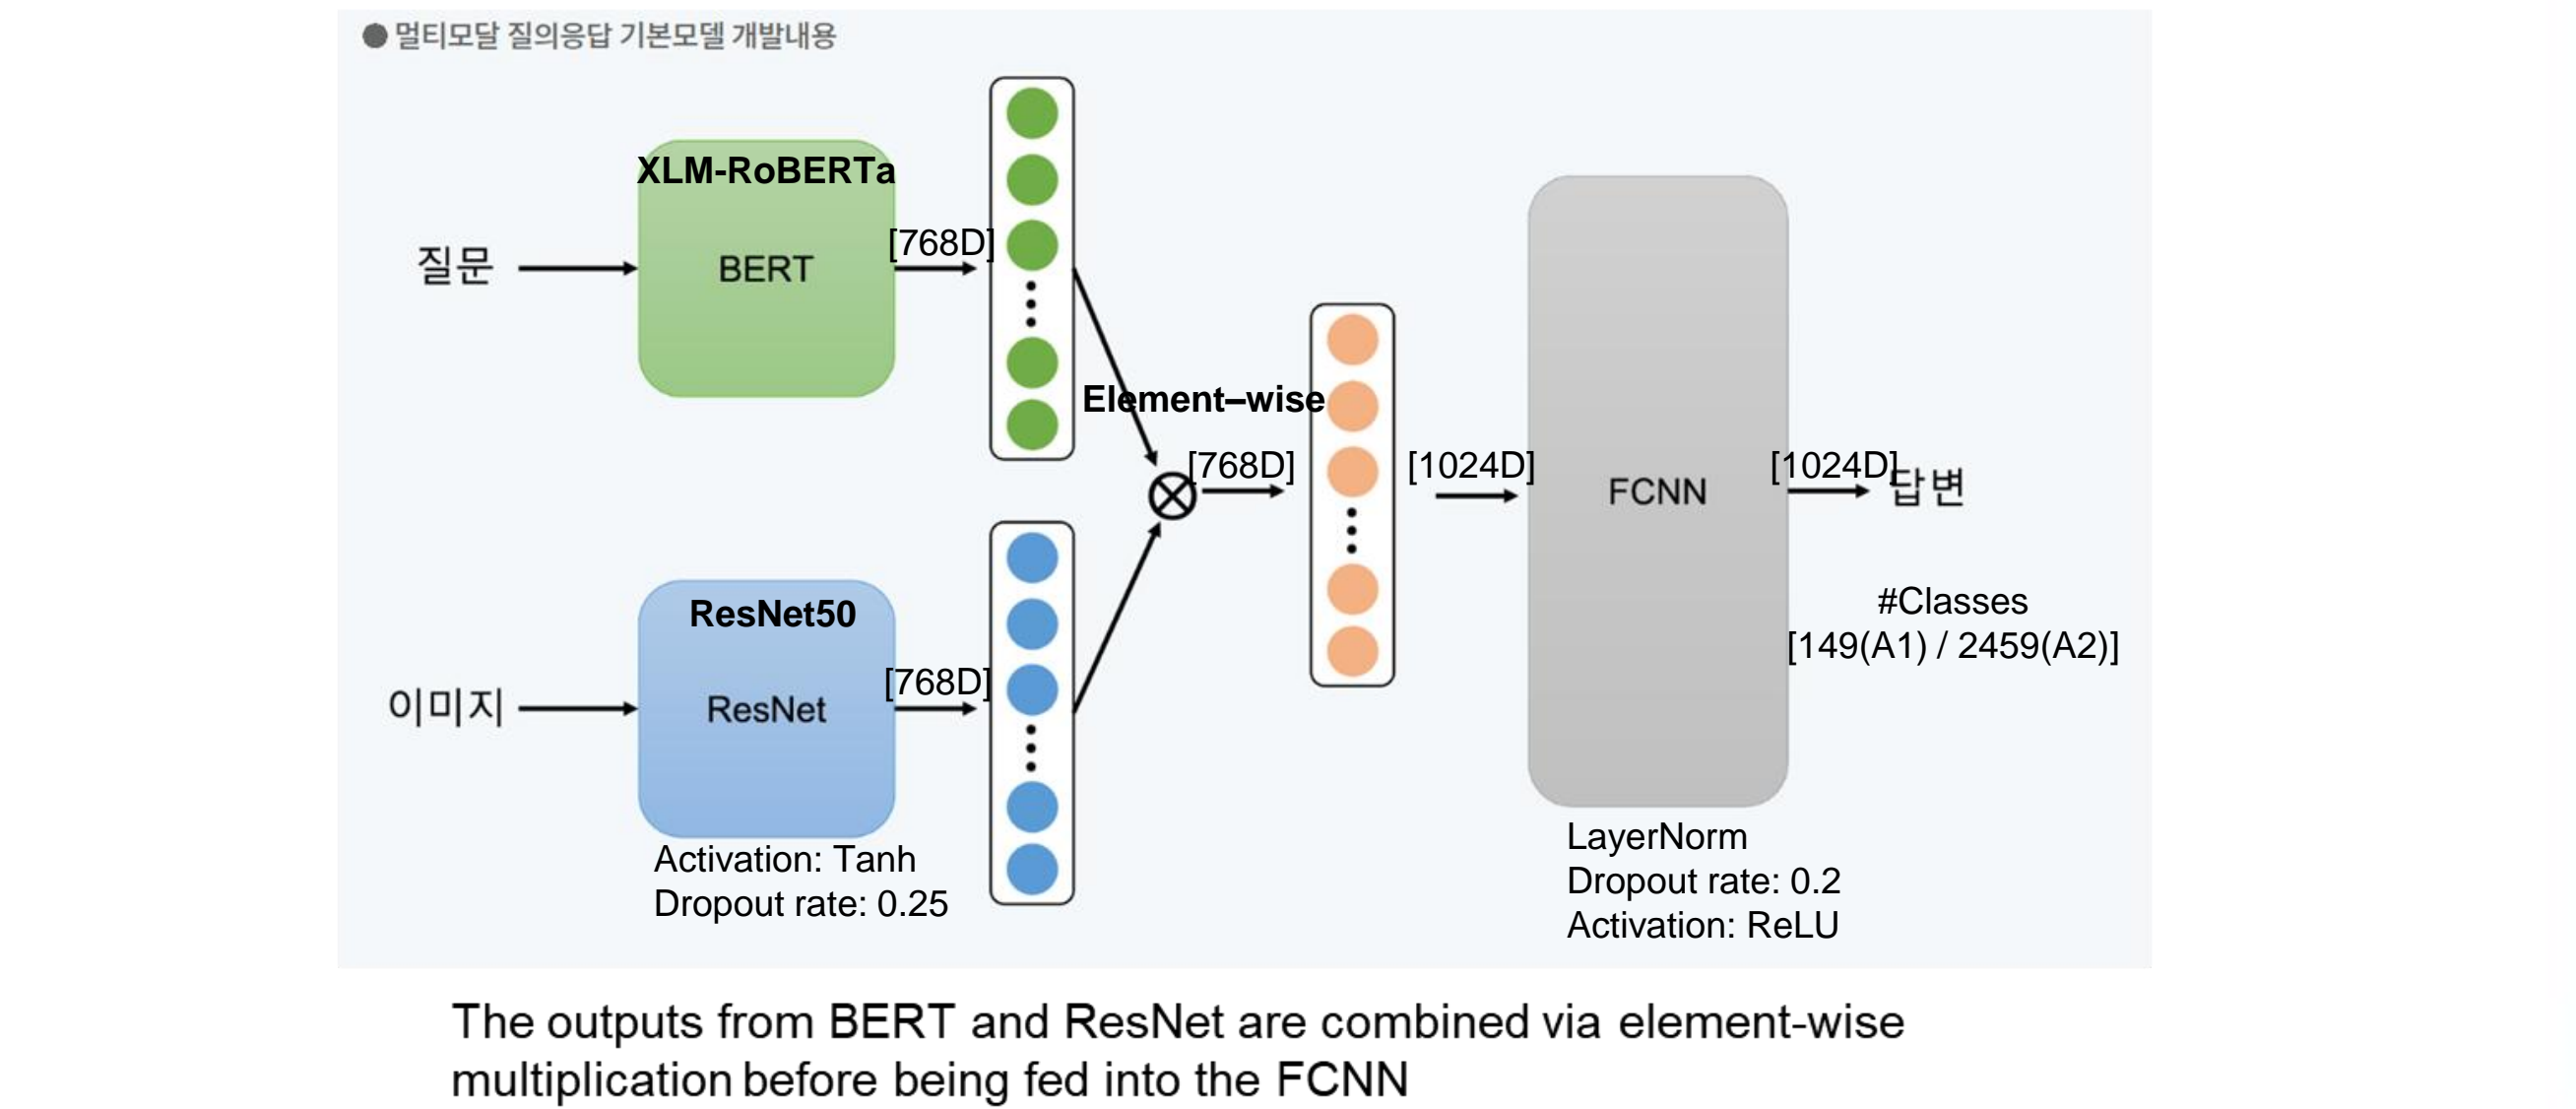 ● 멀티모달 질의응답 기본모델 개발내용
XLM-RoBERTa
질문
BERT
[768D]
Element–wise
[768D]
[1024D]
FCNN
[1024D]
답변
ResNet50
이미지
ResNet
[768D]
#Classes
[149(A1) / 2459(A2)]
Activation: Tanh
Dropout rate: 0.25
LayerNorm
Dropout rate: 0.2
Activation: ReLU
The outputs from BERT and ResNet are combined via element-wise
multiplication before being fed into the FCNN